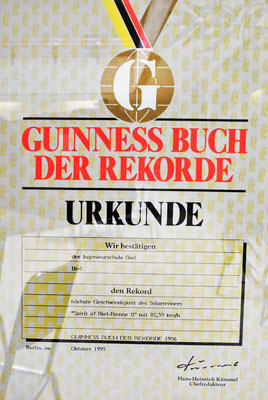 G
GUINNESS BUCH
DER REKORDE
URKUNDE
Wir bestätigen
der Ingenieurschule Biel
Biel
den Rekord
höchste Geschwindigkeit des Solarrenners
"Spirit of Biel-Bienne II" mit 82,59 km/h
GUINNESS BUCH DER REKORDE 1996
Berlin, im Oktober 1995
Kümmel
Hans-Heinrich Kümmel
Chefredakteur